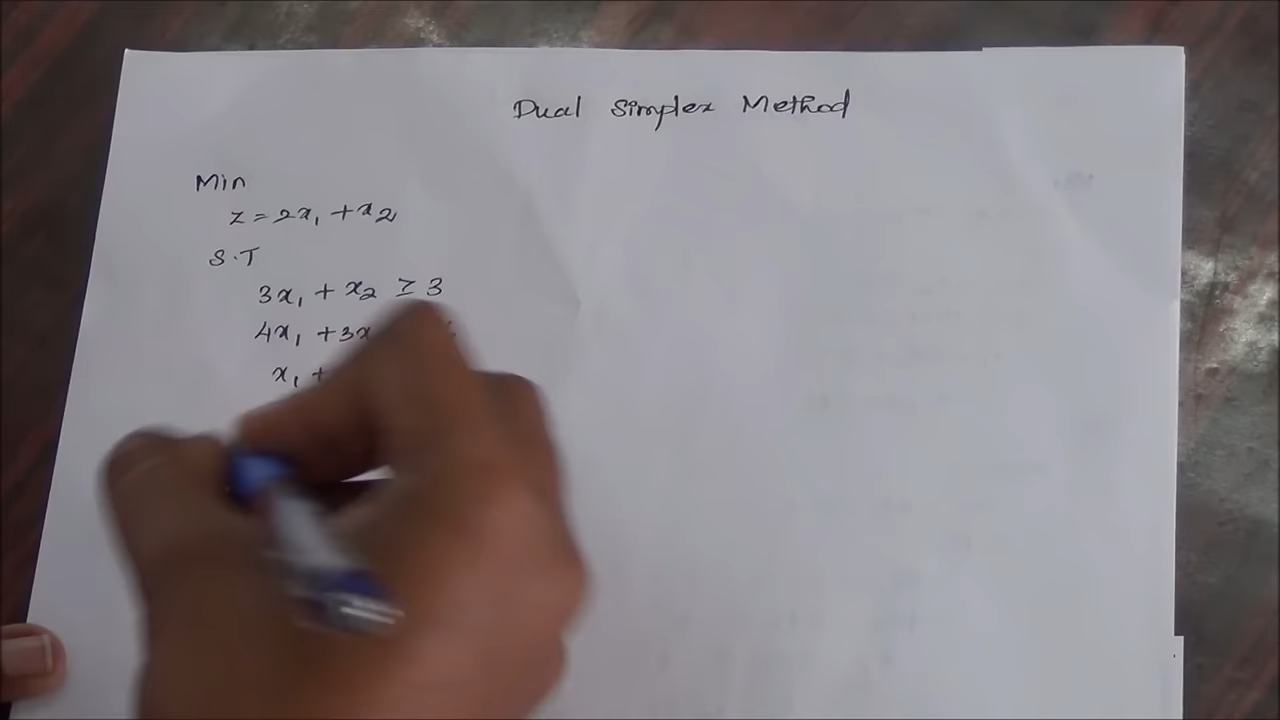 Dual Simplex Method
Min
z = 2x₁ + x₂
S.T
3x₁ + x₂ ≥ 3
4x₁ + 3x
x₁ +